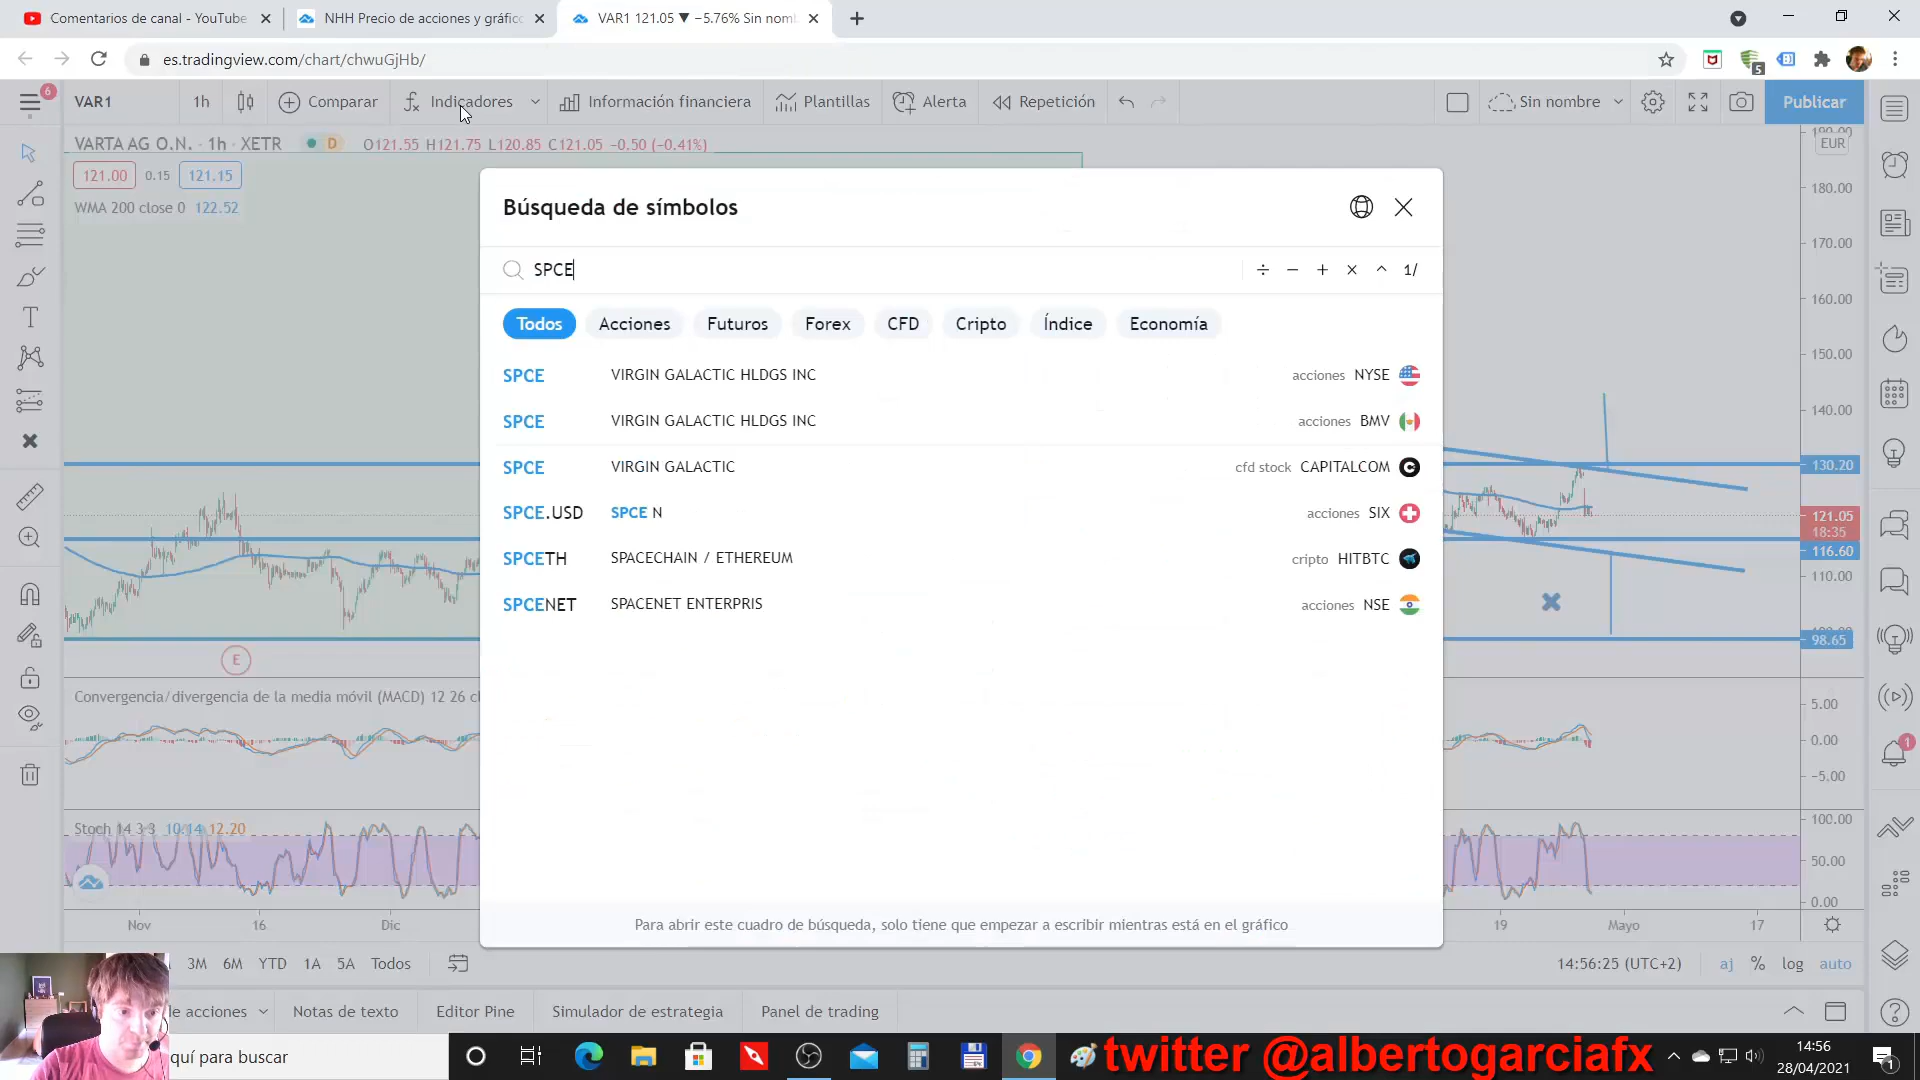 Comentarios de canal - YouTube
NHH Precio de acciones y gráfico
VAR1 121.05 ▼ −5.76% Sin nom
es.tradingview.com/chart/chwuGjHb/
5
6
VAR1
1h
Comparar
Indicadores
Información financiera
Plantillas
Alerta
Repetición
Sin nombre
Publicar
VARTA AG O.N. · 1h · XETR
D
O121.55 H121.75 L120.85 C121.05 −0.50 (−0.41%)
121.00
0.15
121.15
WMA 200 close 0 122.52
EUR
180.00
170.00
160.00
150.00
140.00
130.20
121.05
18:35
116.60
110.00
98.65
Búsqueda de símbolos
SPCE
÷ − + × ^ 1/
Todos
Acciones
Futuros
Forex
CFD
Cripto
Índice
Economía
SPCE VIRGIN GALACTIC HLDGS INC acciones NYSE
SPCE VIRGIN GALACTIC HLDGS INC acciones BMV
SPCE VIRGIN GALACTIC cfd stock CAPITALCOM
SPCE.USD SPCE N acciones SIX
SPCETH SPACECHAIN / ETHEREUM cripto HITBTC
SPCENET SPACENET ENTERPRIS acciones NSE
Para abrir este cuadro de búsqueda, solo tiene que empezar a escribir mientras está en el gráfico
E
Convergencia/divergencia de la media móvil (MACD) 12 26 c
5.00
0.00
−5.00
1
Stoch 14 3 3 10.14 12.20
100.00
50.00
0.00
Nov
16
Dic
19
Mayo
17
3M
6M
YTD
1A
5A
Todos
14:56:25 (UTC+2)
aj
%
log
auto
e acciones
Notas de texto
Editor Pine
Simulador de estrategia
Panel de trading
quí para buscar
twitter @albertogarciafx
14:56
28/04/2021
1